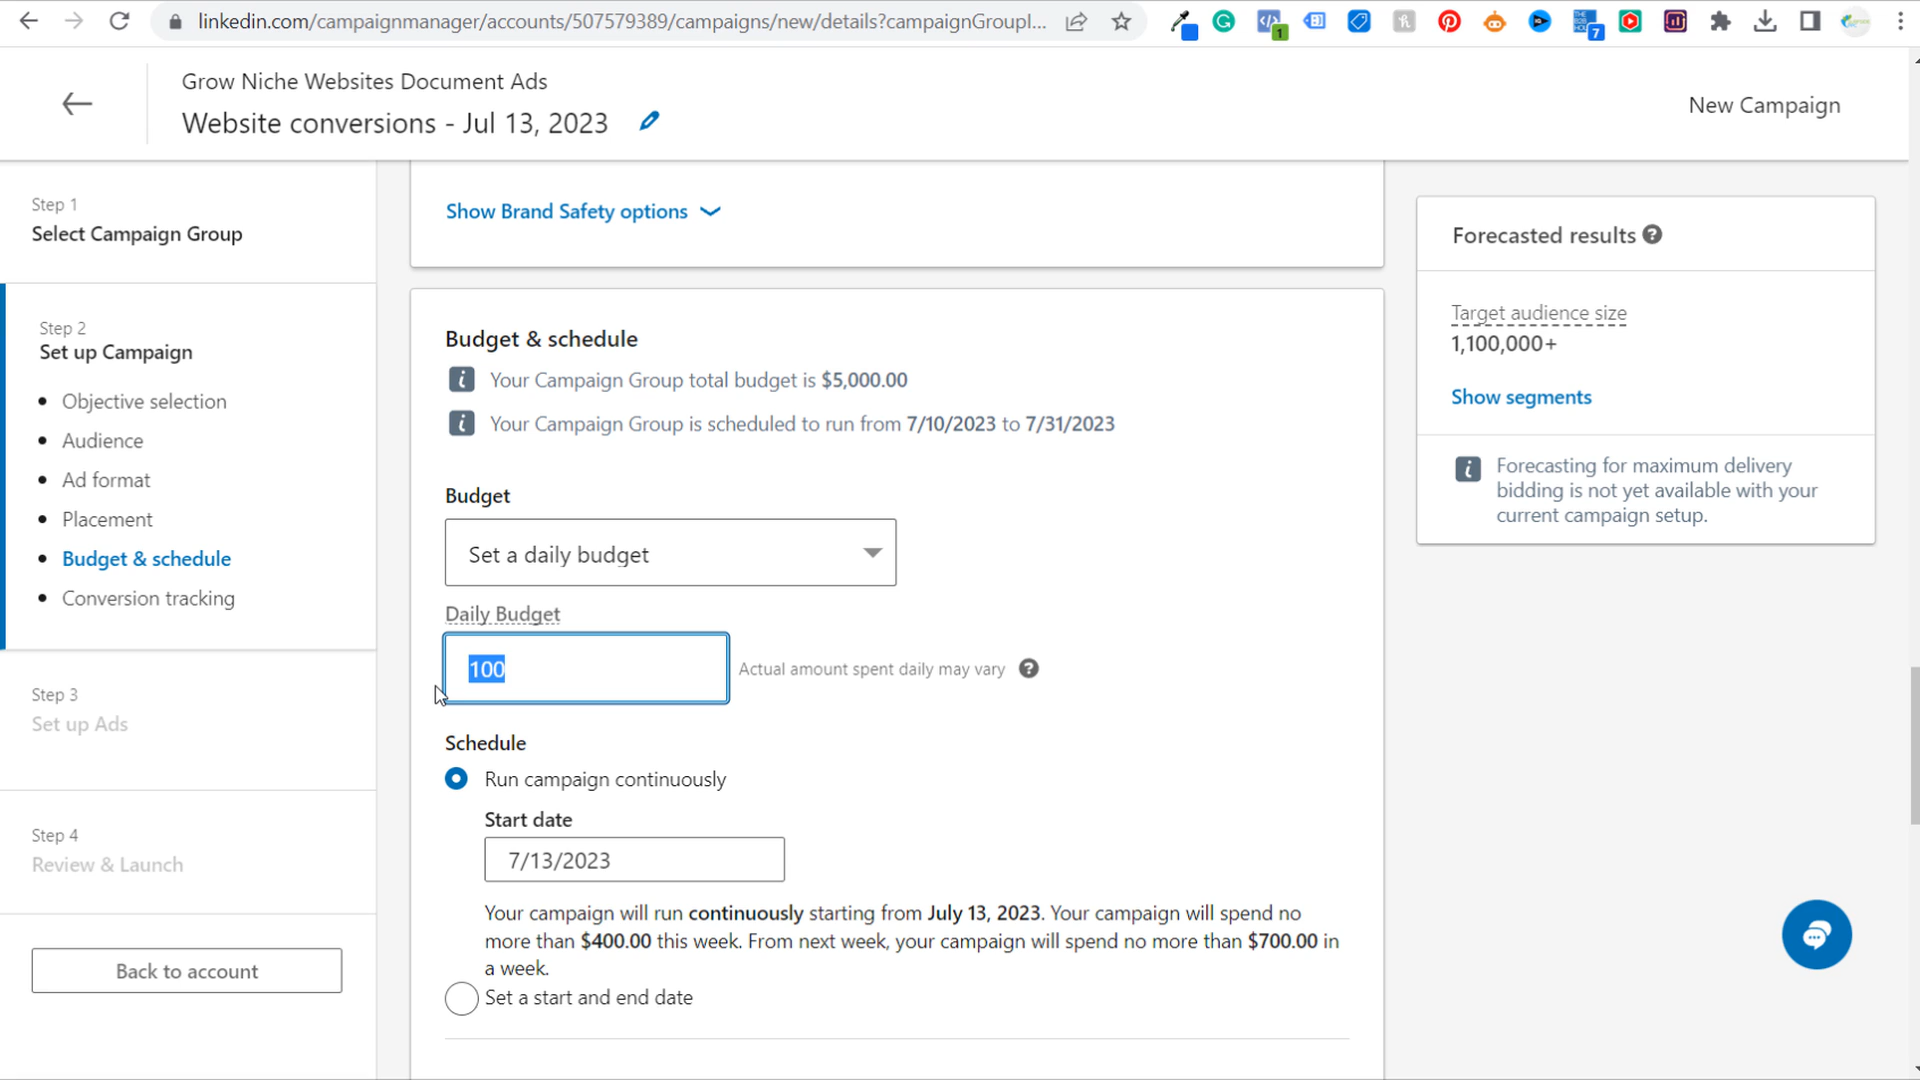 linkedin.com/campaignmanager/accounts/507579389/campaigns/new/details?campaignGroupI...
1
7
Grow Niche Websites Document Ads
Website conversions - Jul 13, 2023
New Campaign
Step 1
Select Campaign Group
Step 2
Set up Campaign
Objective selection
Audience
Ad format
Placement
Budget & schedule
Conversion tracking
Step 3
Set up Ads
Step 4
Review & Launch
Back to account
Show Brand Safety options
Budget & schedule
Your Campaign Group total budget is $5,000.00
Your Campaign Group is scheduled to run from 7/10/2023 to 7/31/2023
Budget
Set a daily budget
Daily Budget
100
Actual amount spent daily may vary
Schedule
Run campaign continuously
Start date
7/13/2023
Your campaign will run continuously starting from July 13, 2023. Your campaign will spend no
more than $400.00 this week. From next week, your campaign will spend no more than $700.00 in
a week.
Set a start and end date
Forecasted results
Target audience size
1,100,000+
Show segments
Forecasting for maximum delivery
bidding is not yet available with your
current campaign setup.